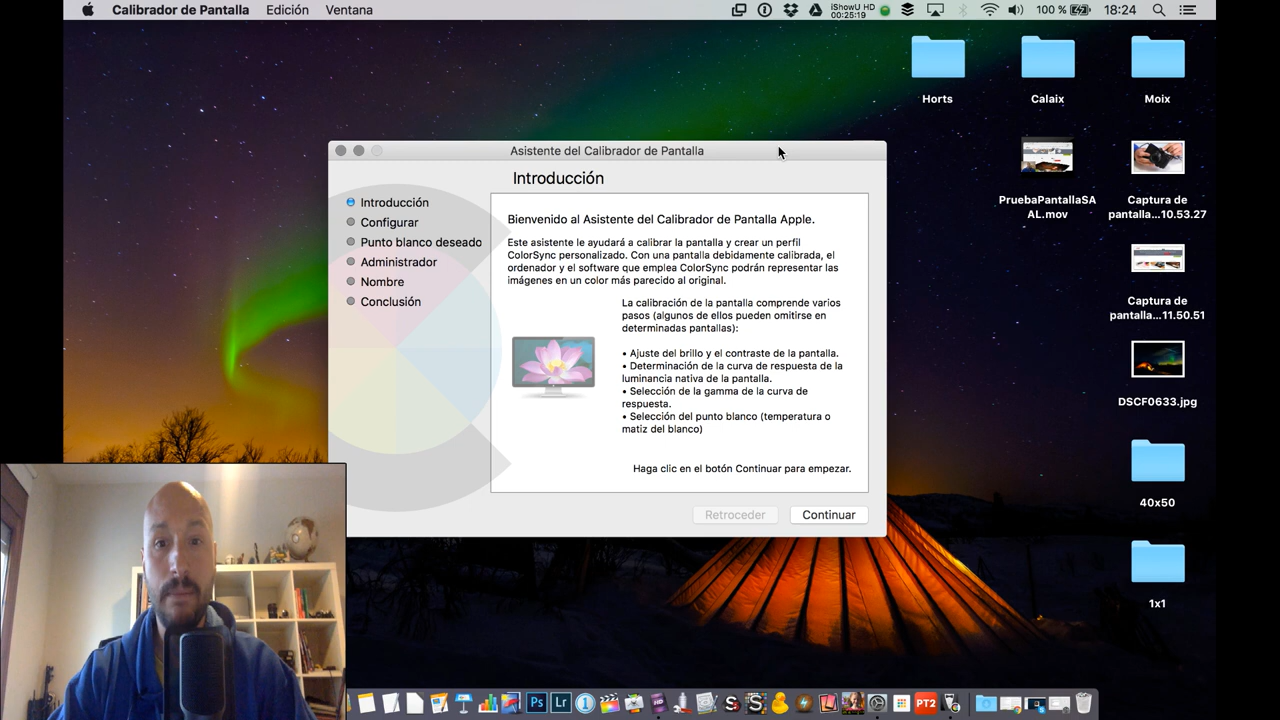 Calibrador de Pantalla Edición Ventana
iShowU HD
00:25:19
100 % 18:24
Horts
Calaix
Moix
PruebaPantallaSA
AL.mov
Captura de
pantalla...10.53.27
Captura de
pantalla...11.50.51
DSCF0633.jpg
40x50
1x1
Asistente del Calibrador de Pantalla
Introducción
Introducción
Configurar
Punto blanco deseado
Administrador
Nombre
Conclusión
Bienvenido al Asistente del Calibrador de Pantalla Apple.
Este asistente le ayudará a calibrar la pantalla y crear un perfil
ColorSync personalizado. Con una pantalla debidamente calibrada, el
ordenador y el software que emplea ColorSync podrán representar las
imágenes en un color más parecido al original.
La calibración de la pantalla comprende varios
pasos (algunos de ellos pueden omitirse en
determinadas pantallas):
• Ajuste del brillo y el contraste de la pantalla.
• Determinación de la curva de respuesta de la
luminancia nativa de la pantalla.
• Selección de la gamma de la curva de
respuesta.
• Selección del punto blanco (temperatura o
matiz del blanco)
Haga clic en el botón Continuar para empezar.
Retroceder
Continuar
Ps
Lr
PT2